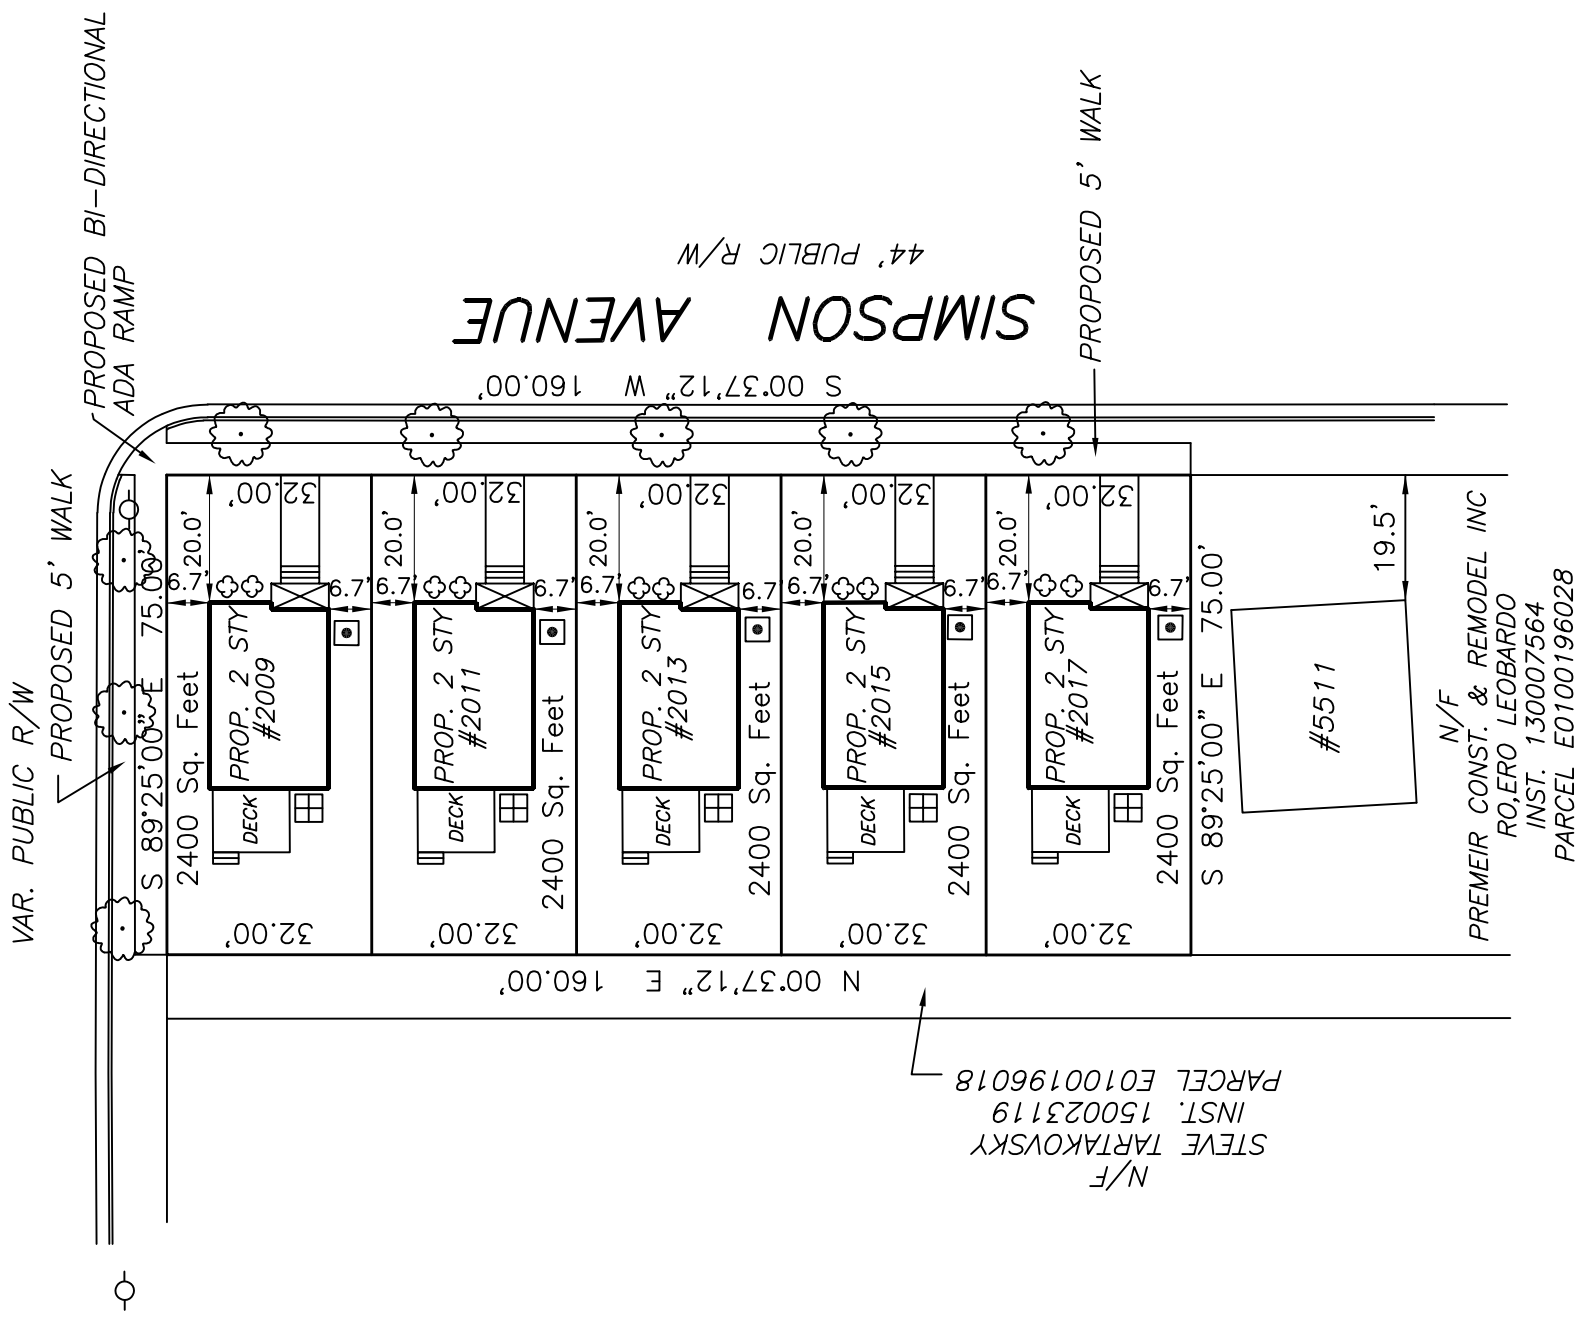 VAR. PUBLIC R/W
PROPOSED 5' WALK
PROPOSED BI-DIRECTIONAL
ADA RAMP
S 89°25'00" E 75.00'
44' PUBLIC R/W
SIMPSON AVENUE
S 00°37'12" W 160.00'
PROPOSED 5' WALK
32.00'
20.0'
6.7'
6.7'
PROP. 2 STY
#2009
2400 Sq. Feet
DECK
32.00'
32.00'
20.0'
6.7'
6.7'
PROP. 2 STY
#2011
2400 Sq. Feet
DECK
32.00'
32.00'
20.0'
6.7'
6.7'
PROP. 2 STY
#2013
2400 Sq. Feet
DECK
32.00'
32.00'
20.0'
6.7'
6.7'
PROP. 2 STY
#2015
2400 Sq. Feet
DECK
32.00'
32.00'
20.0'
6.7'
6.7'
PROP. 2 STY
#2017
2400 Sq. Feet
DECK
32.00'
S 89°25'00" E 75.00'
#5511
19.5'
N/F
PREMEIR CONST. & REMODEL INC
RO,ERO LEOBARDO
INST. 130007564
PARCEL E0100196028
N 00°37'12" E 160.00'
N/F
STEVE TARTAKOVSKY
INST. 150023119
PARCEL E0100196018